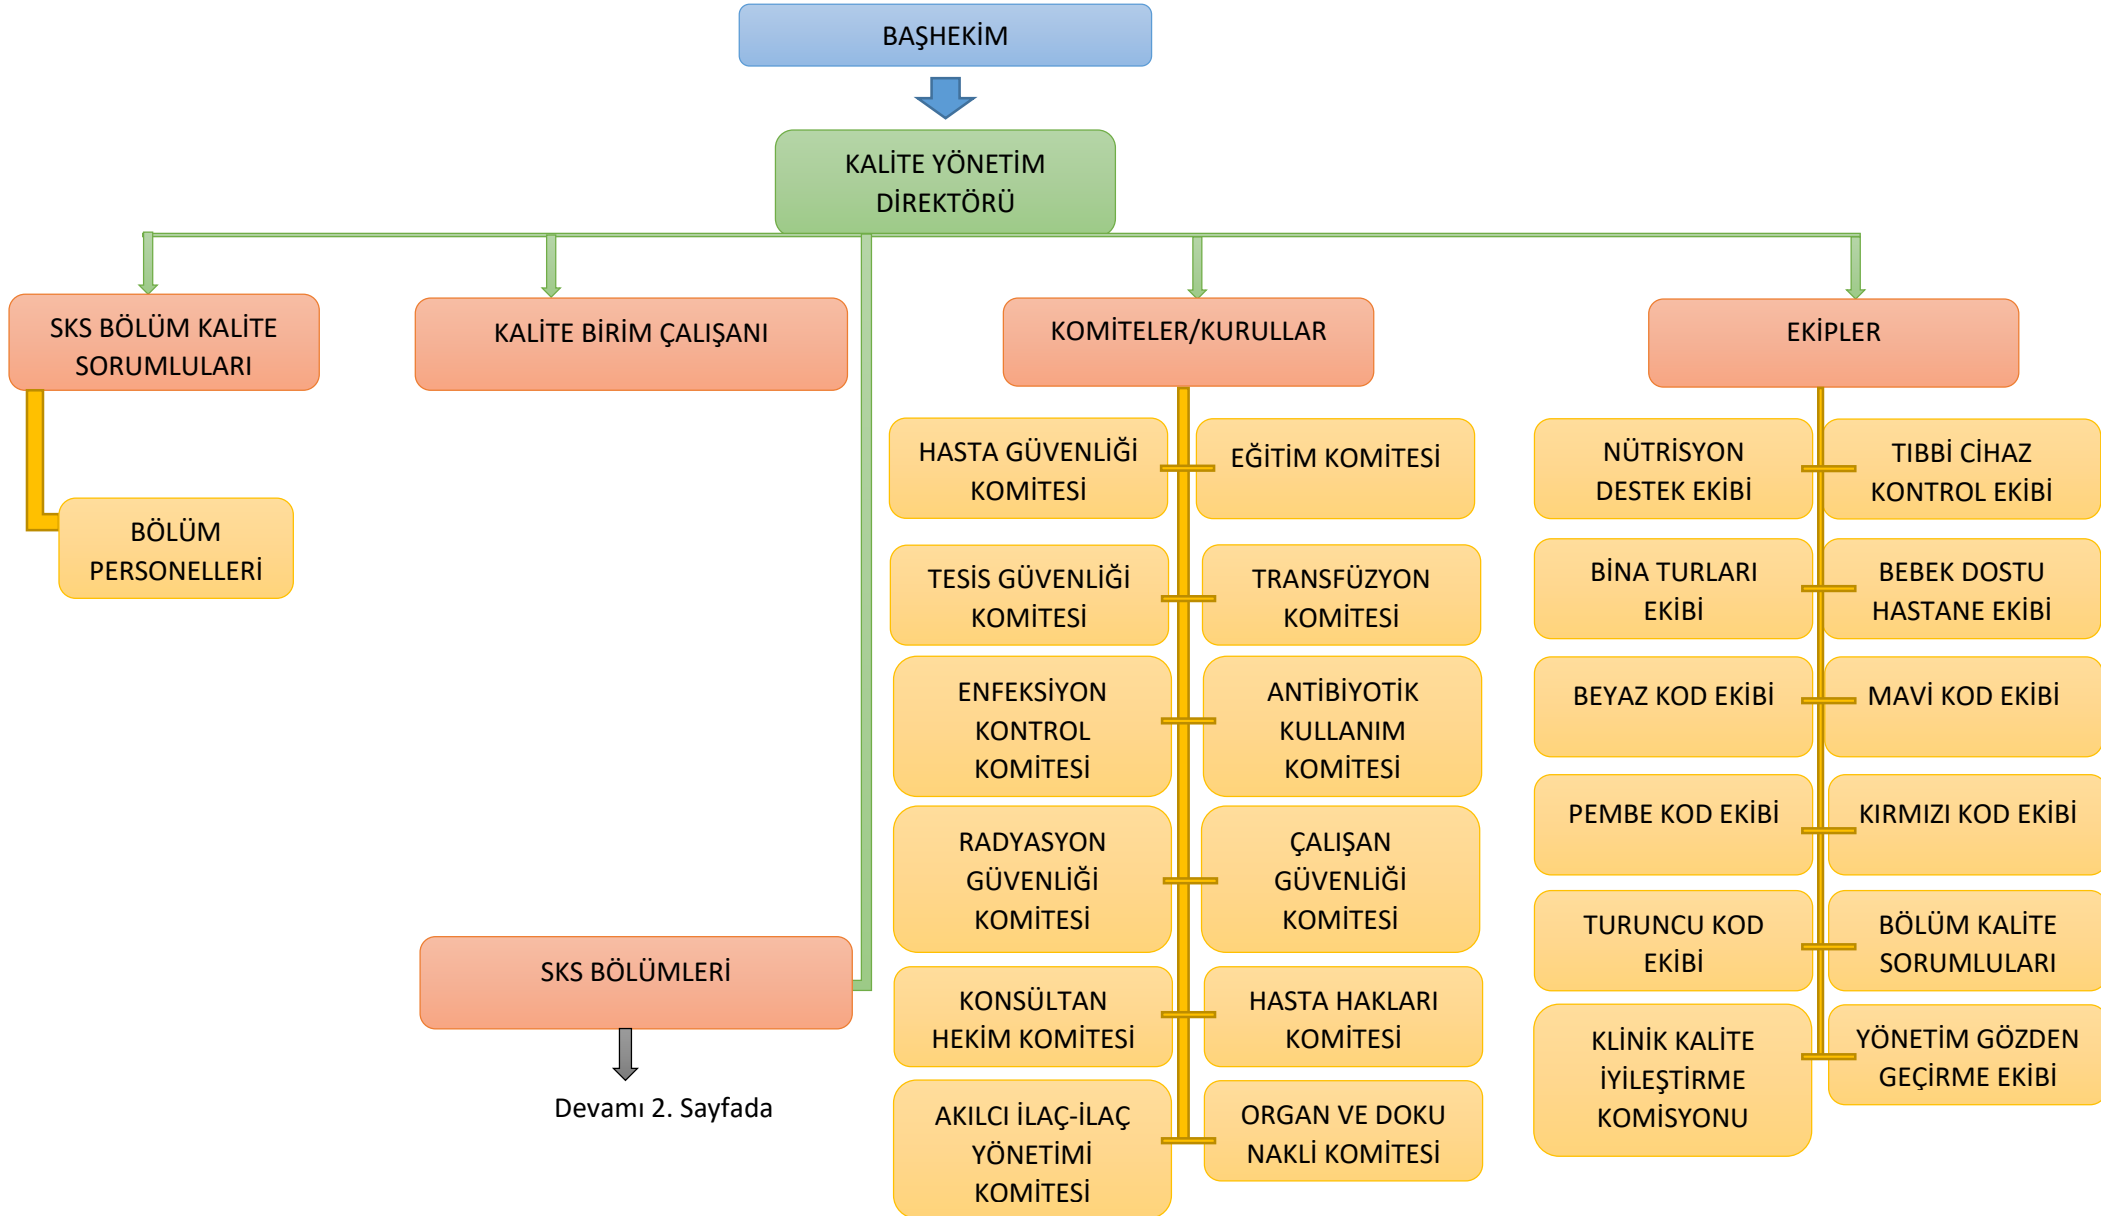 BAŞHEKİM
KALİTE YÖNETİM
DİREKTÖRÜ
SKS BÖLÜM KALİTE
SORUMLULARI
BÖLÜM
PERSONELLERİ
KALİTE BİRİM ÇALIŞANI
SKS BÖLÜMLERİ
Devamı 2. Sayfada
KOMİTELER/KURULLAR
HASTA GÜVENLİĞİ
KOMİTESİ
EĞİTİM KOMİTESİ
TESİS GÜVENLİĞİ
KOMİTESİ
TRANSFÜZYON
KOMİTESİ
ENFEKSİYON
KONTROL
KOMİTESİ
ANTİBİYOTİK
KULLANIM
KOMİTESİ
RADYASYON
GÜVENLİĞİ
KOMİTESİ
ÇALIŞAN
GÜVENLİĞİ
KOMİTESİ
KONSÜLTAN
HEKİM KOMİTESİ
HASTA HAKLARI
KOMİTESİ
AKILCI İLAÇ-İLAÇ
YÖNETİMİ
KOMİTESİ
ORGAN VE DOKU
NAKLİ KOMİTESİ
EKİPLER
NÜTRİSYON
DESTEK EKİBİ
TIBBİ CİHAZ
KONTROL EKİBİ
BİNA TURLARI
EKİBİ
BEBEK DOSTU
HASTANE EKİBİ
BEYAZ KOD EKİBİ
MAVİ KOD EKİBİ
PEMBE KOD EKİBİ
KIRMIZI KOD EKİBİ
TURUNCU KOD
EKİBİ
BÖLÜM KALİTE
SORUMLULARI
KLİNİK KALİTE
İYİLEŞTİRME
KOMİSYONU
YÖNETİM GÖZDEN
GEÇİRME EKİBİ